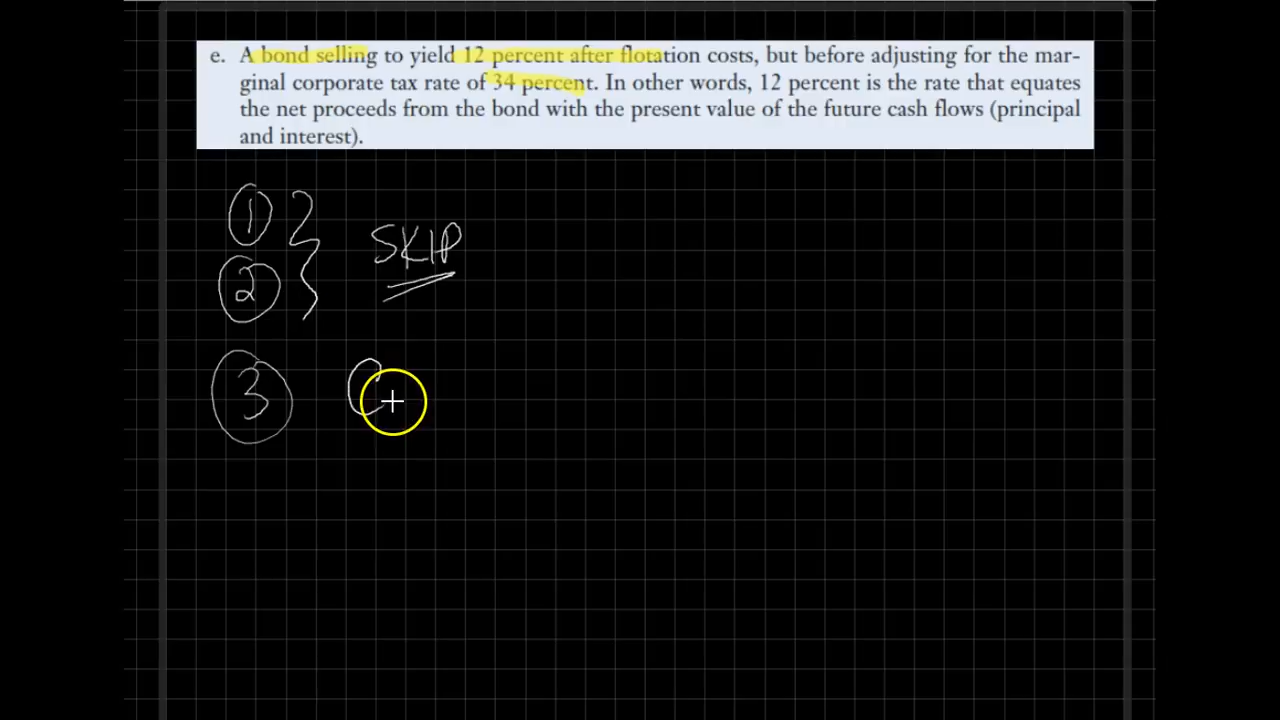 e. A bond selling to yield 12 percent after flotation costs, but before adjusting for the mar-
ginal corporate tax rate of 34 percent. In other words, 12 percent is the rate that equates
the net proceeds from the bond with the present value of the future cash flows (principal
and interest).
1
SKIP
2
3 C